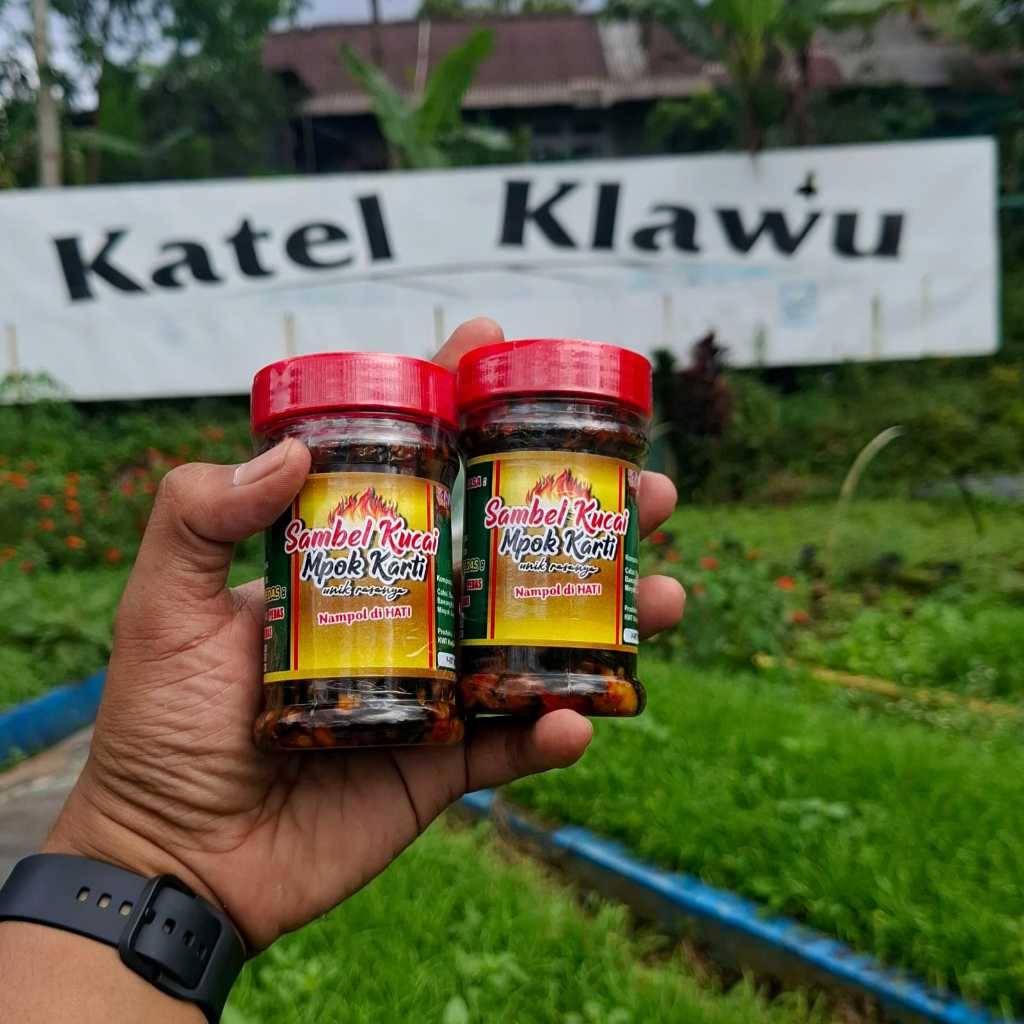 Katel Klawu
Sambel Kucai
Mpok Karti
unik rasanya
Nampol di HATI
Sambel Kucai
Mpok Karti
unik rasanya
Nampol di HATI